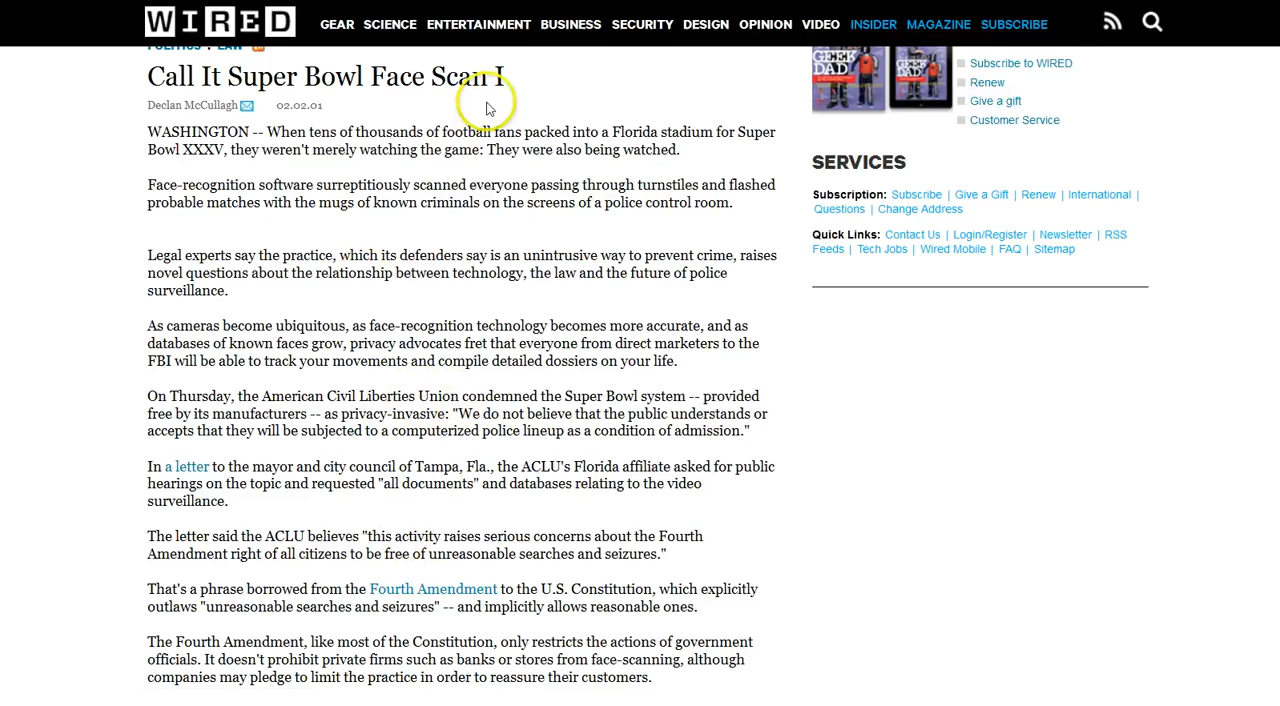 WIRED
GEAR SCIENCE ENTERTAINMENT BUSINESS SECURITY DESIGN OPINION VIDEO INSIDER MAGAZINE SUBSCRIBE
POLITICS : LAW
Call It Super Bowl Face Scan I
Declan McCullagh 02.02.01
WASHINGTON -- When tens of thousands of football fans packed into a Florida stadium for Super
Bowl XXXV, they weren't merely watching the game: They were also being watched.
Face-recognition software surreptitiously scanned everyone passing through turnstiles and flashed
probable matches with the mugs of known criminals on the screens of a police control room.
Legal experts say the practice, which its defenders say is an unintrusive way to prevent crime, raises
novel questions about the relationship between technology, the law and the future of police
surveillance.
As cameras become ubiquitous, as face-recognition technology becomes more accurate, and as
databases of known faces grow, privacy advocates fret that everyone from direct marketers to the
FBI will be able to track your movements and compile detailed dossiers on your life.
On Thursday, the American Civil Liberties Union condemned the Super Bowl system -- provided
free by its manufacturers -- as privacy-invasive: "We do not believe that the public understands or
accepts that they will be subjected to a computerized police lineup as a condition of admission."
In a letter to the mayor and city council of Tampa, Fla., the ACLU's Florida affiliate asked for public
hearings on the topic and requested "all documents" and databases relating to the video
surveillance.
The letter said the ACLU believes "this activity raises serious concerns about the Fourth
Amendment right of all citizens to be free of unreasonable searches and seizures."
That's a phrase borrowed from the Fourth Amendment to the U.S. Constitution, which explicitly
outlaws "unreasonable searches and seizures" -- and implicitly allows reasonable ones.
The Fourth Amendment, like most of the Constitution, only restricts the actions of government
officials. It doesn't prohibit private firms such as banks or stores from face-scanning, although
companies may pledge to limit the practice in order to reassure their customers.
GEEK DAD
GEEK DAD
Subscribe to WIRED
Renew
Give a gift
Customer Service
SERVICES
Subscription: Subscribe | Give a Gift | Renew | International |
Questions | Change Address
Quick Links: Contact Us | Login/Register | Newsletter | RSS
Feeds | Tech Jobs | Wired Mobile | FAQ | Sitemap